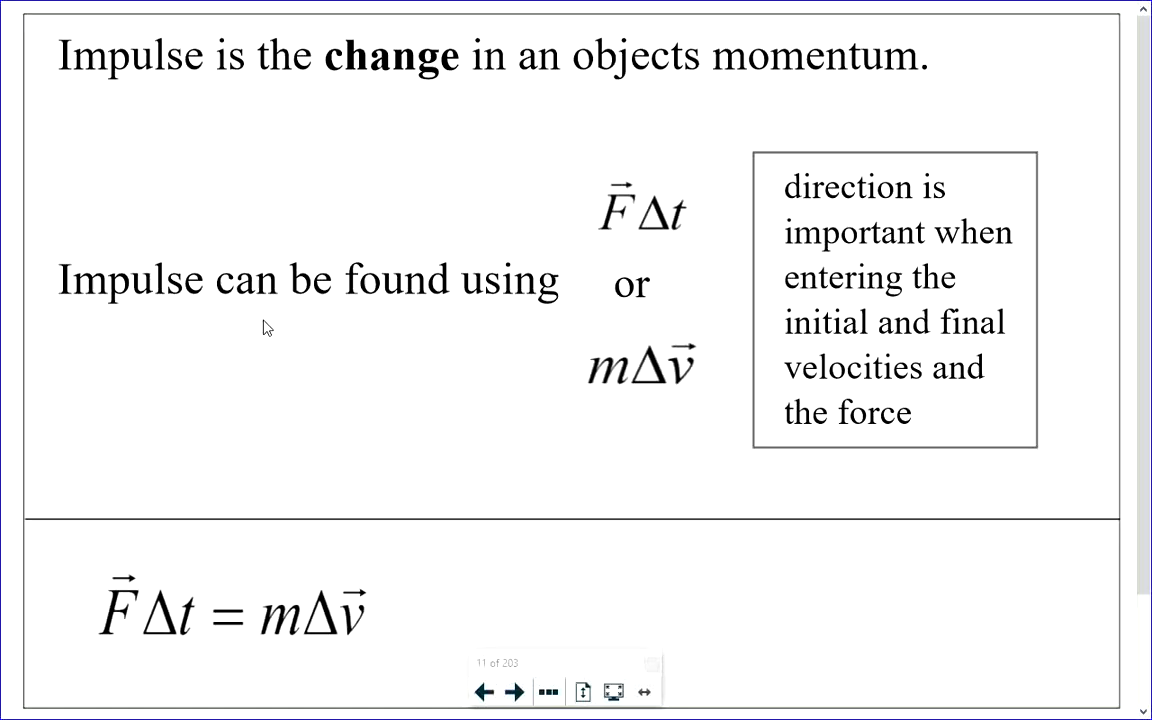 Impulse is the change in an objects momentum.
F⃗Δt
Impulse can be found using or
mΔv⃗
direction is
important when
entering the
initial and final
velocities and
the force
F⃗Δt = mΔv⃗
11 of 203